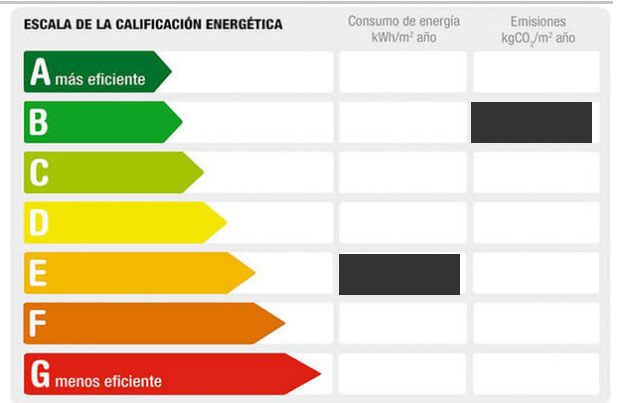 ESCALA DE LA CALIFICACIÓN ENERGÉTICA
Consumo de energía
kWh/m² año
Emisiones
kgCO₂/m² año
A más eficiente
B
C
D
E
F
G menos eficiente